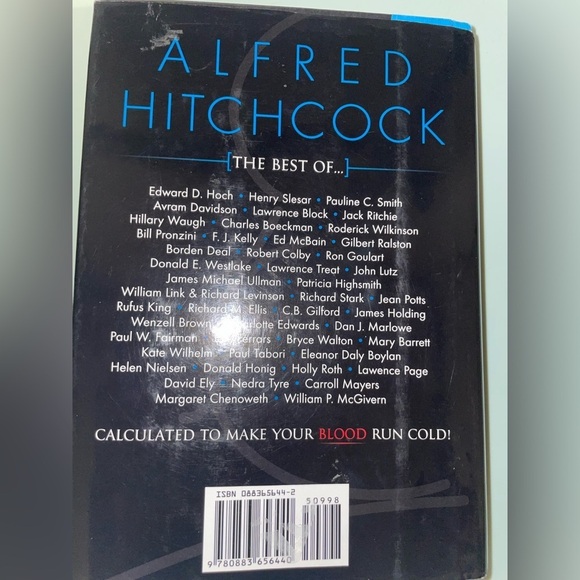 ALFRED
HITCHCOCK
[THE BEST OF...]
Edward D. Hoch • Henry Slesar • Pauline C. Smith
Avram Davidson • Lawrence Block • Jack Ritchie
Hillary Waugh • Charles Boeckman • Roderick Wilkinson
Bill Pronzini • F. J. Kelly • Ed McBain • Gilbert Ralston
Borden Deal • Robert Colby • Ron Goulart
Donald E. Westlake • Lawrence Treat • John Lutz
James Michael Ullman • Patricia Highsmith
William Link & Richard Levinson • Richard Stark • Jean Potts
Rufus King • Richard M. Ellis • C.B. Gilford • James Holding
Wenzell Brown • Edwards • Dan J. Marlowe
Paul W. Fairman • • Bryce Walton • Mary Barrett
Kate Wilhelm • Paul Tabori • Eleanor Daly Boylan
Helen Nielsen • Donald Honig • Holly Roth • Lawence Page
David Ely • Nedra Tyre • Carroll Mayers
Margaret Chenoweth • William P. McGivern
CALCULATED TO MAKE YOUR BLOOD RUN COLD!
ISBN 088365644-2
50998
9 780883 656440